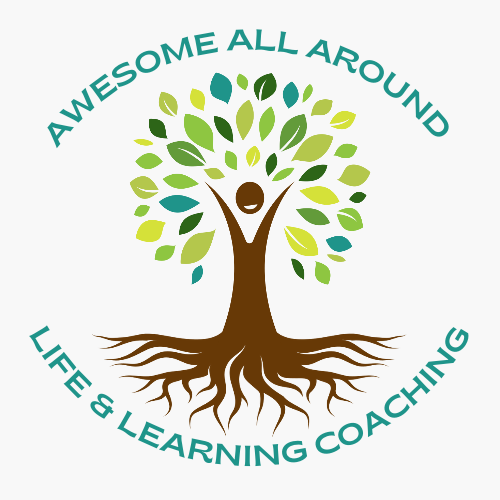 AWESOME ALL AROUND
LIFE & LEARNING COACHING